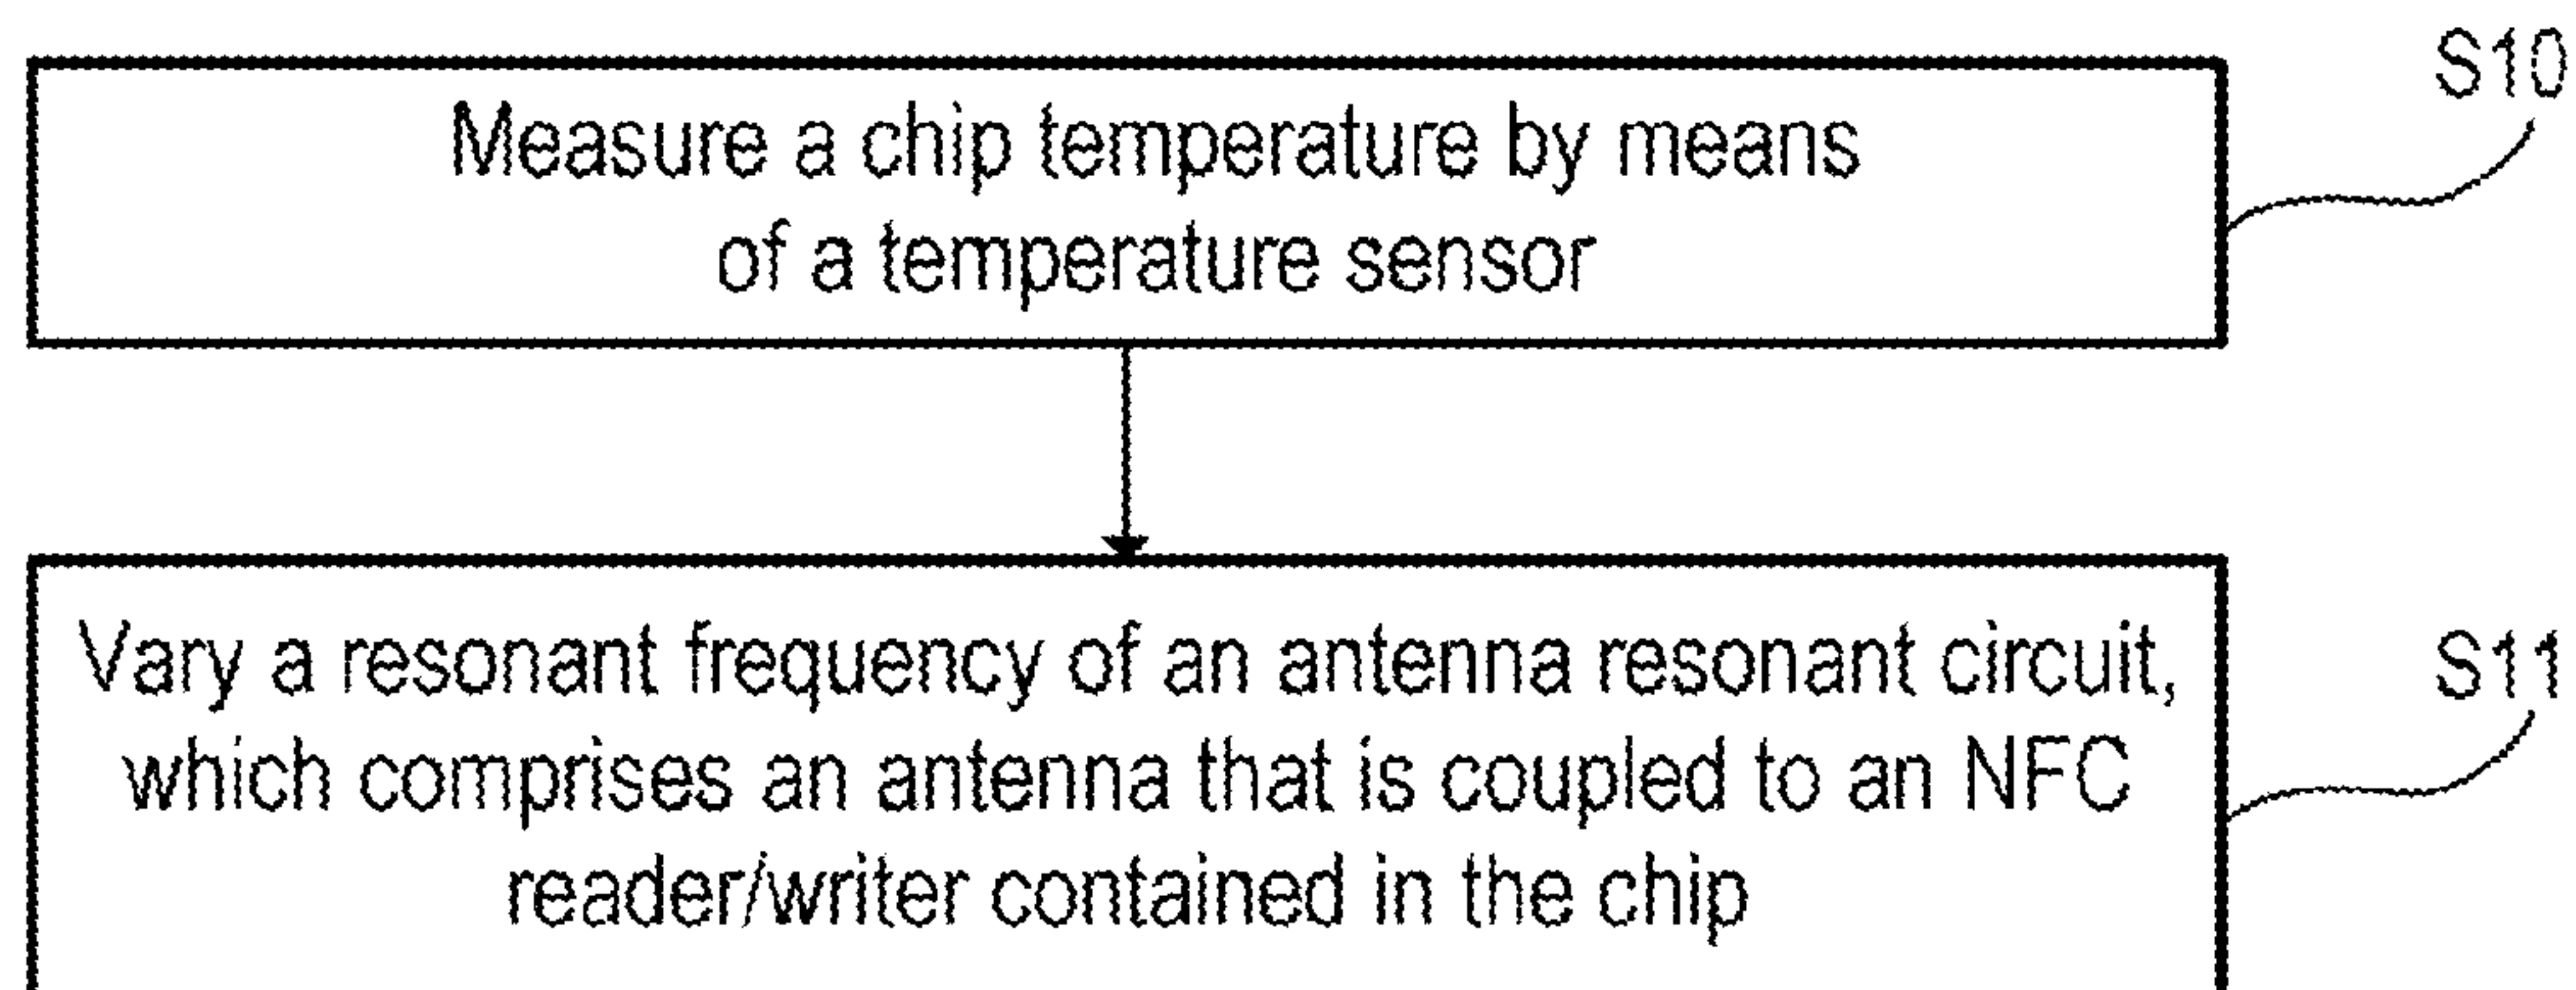 S10
Measure a chip temperature by means
of a temperature sensor
Vary a resonant frequency of an antenna resonant circuit,
S11
which comprises an antenna that is coupled to an NFC
reader/writer contained in the chip